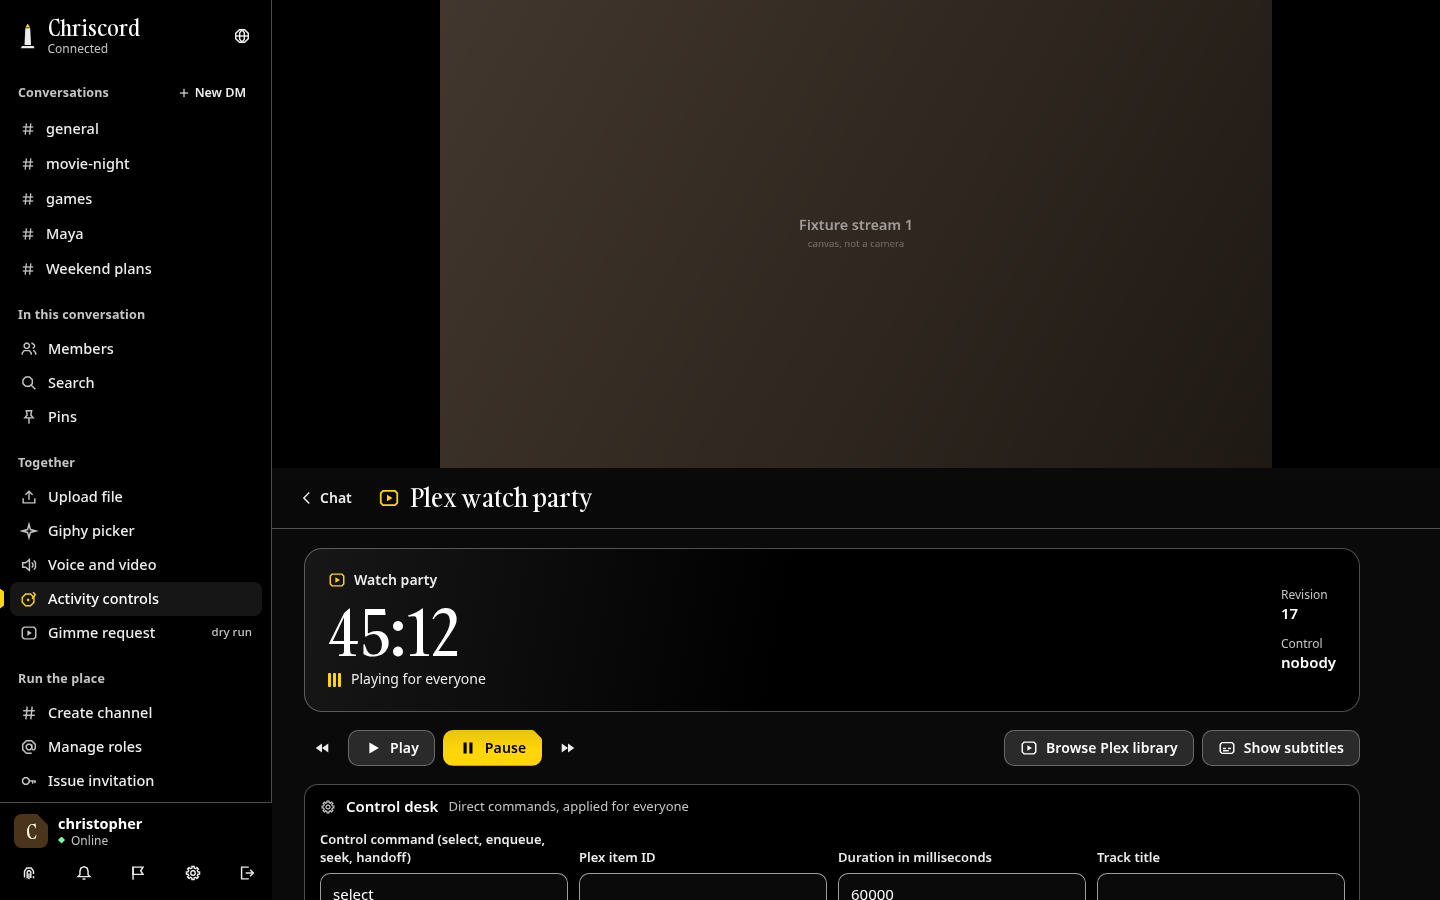 Chriscord
Connected
Conversations
New DM
general
movie-night
games
Maya
Weekend plans
In this conversation
Members
Search
Pins
Together
Upload file
Giphy picker
Voice and video
Activity controls
Gimme request dry run
Run the place
Create channel
Manage roles
Issue invitation
C
christopher
Online
Fixture stream 1
canvas, not a camera
Chat
Plex watch party
Watch party
45:12
Playing for everyone
Revision
17
Control
nobody
Play
Pause
Browse Plex library
Show subtitles
Control desk Direct commands, applied for everyone
Control command (select, enqueue,
seek, handoff)
Plex item ID
Duration in milliseconds
Track title
select
60000